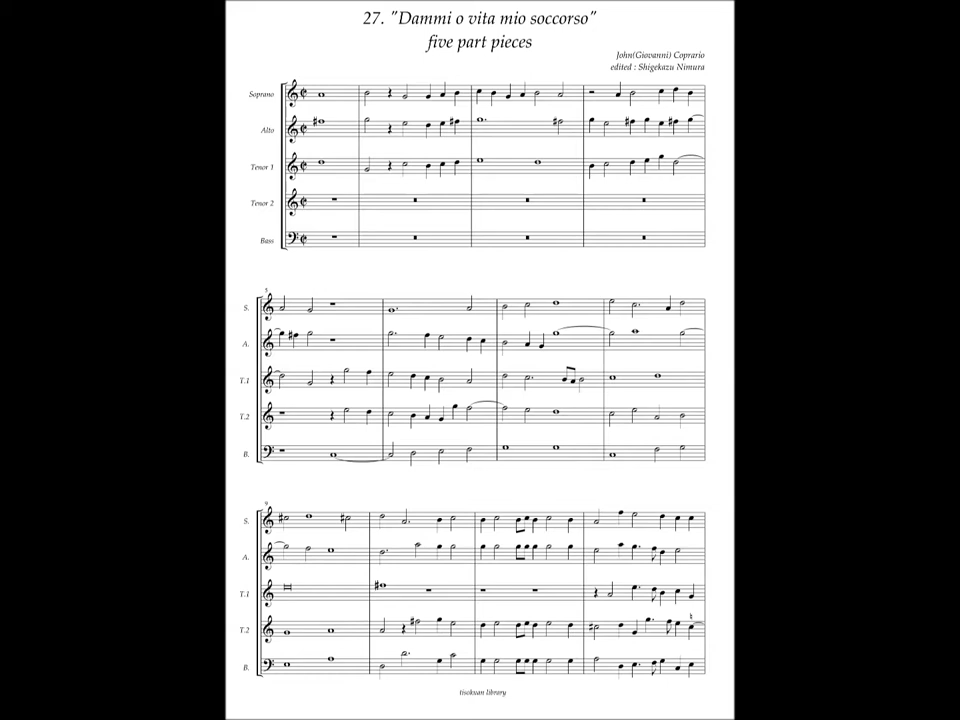 27. "Dammi o vita mio soccorso"
five part pieces
John(Giovanni) Coprario
edited : Shigekazu Nimura
Soprano
Alto
Tenor 1
Tenor 2
Bass
5
S.
A.
T.1
T.2
B.
9
S.
A.
T.1
T.2
B.
tisokuan library